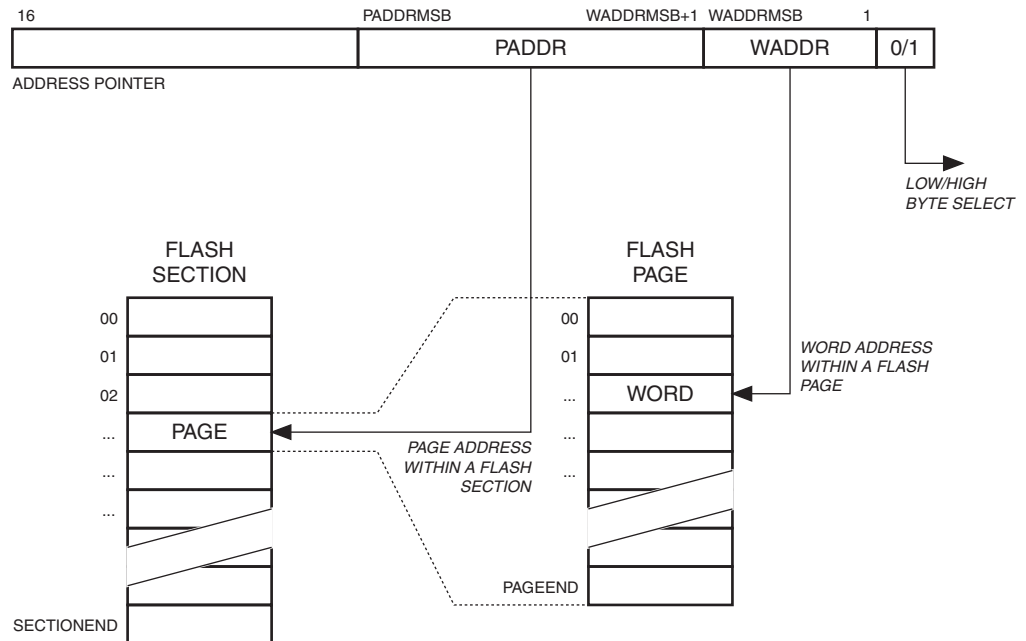 16 PADDRMSB WADDRMSB+1 WADDRMSB 1
PADDR WADDR 0/1
ADDRESS POINTER
LOW/HIGH
BYTE SELECT
FLASH
SECTION
FLASH
PAGE
00
01
02
...
PAGE
...
...
SECTIONEND
PAGE ADDRESS
WITHIN A FLASH
SECTION
00
01
...
WORD
...
...
PAGEEND
WORD ADDRESS
WITHIN A FLASH
PAGE